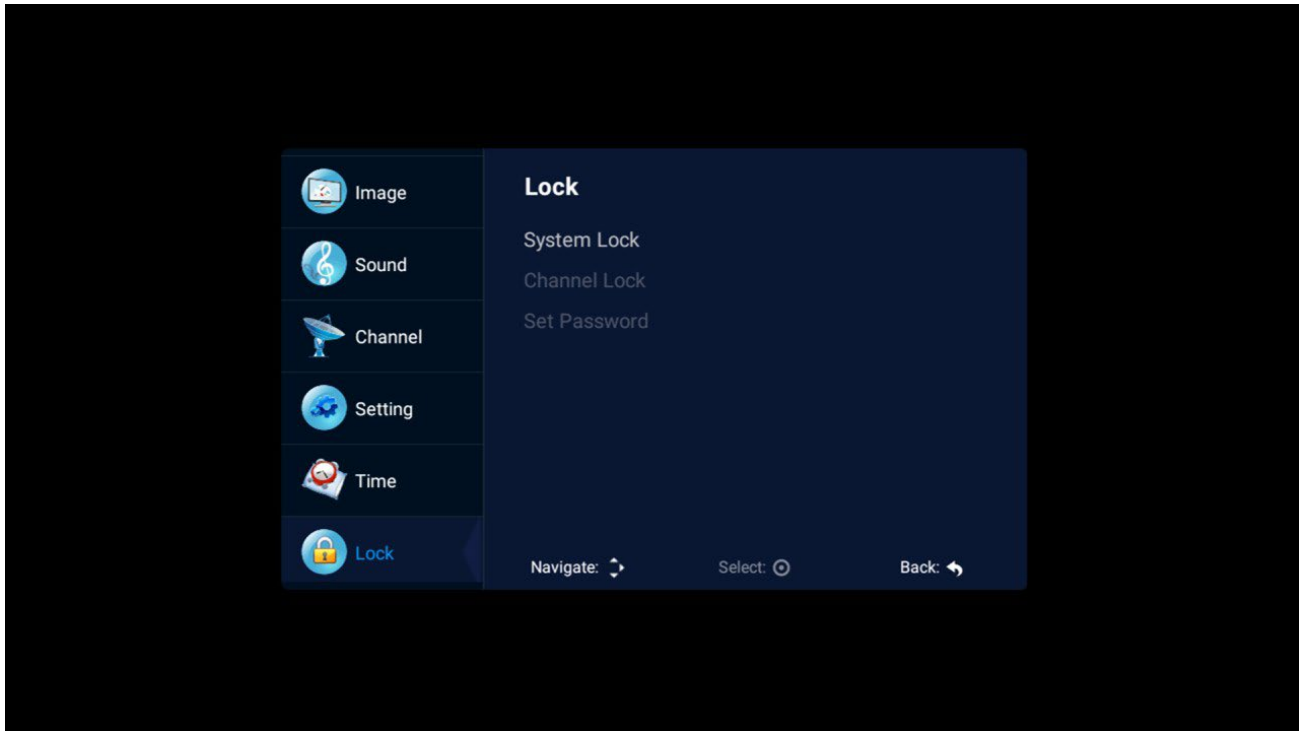 Image
Sound
Channel
Setting
Time
Lock
Lock
System Lock
Channel Lock
Set Password
Navigate: Select: Back: